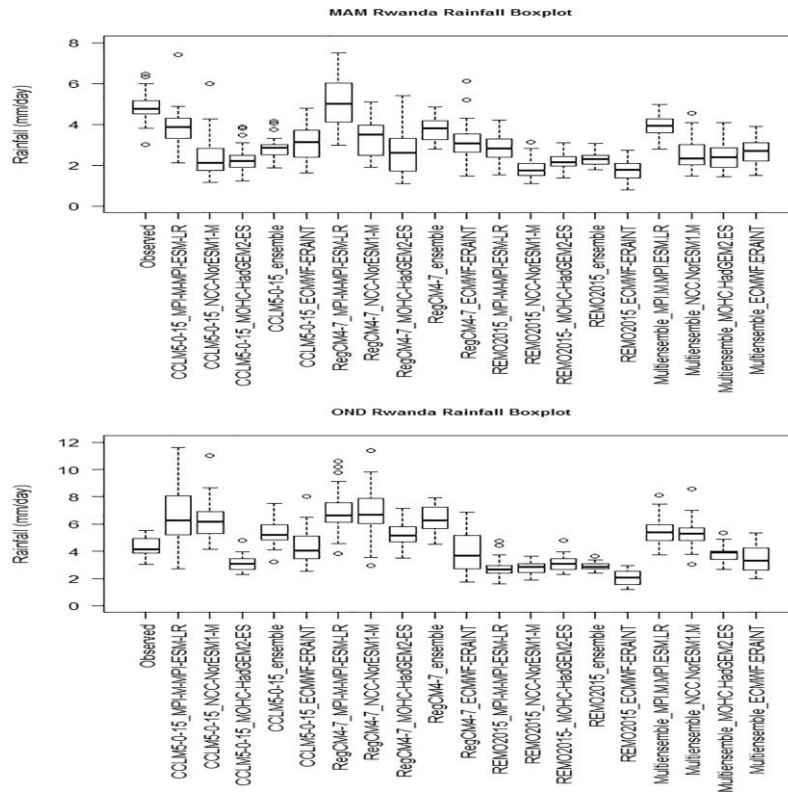 MAM Rwanda Rainfall Boxplot
Rainfall (mm/day)
8
6
4
2
0
Observed
CCLM5-0-15_MPI-M-MPI-ESM-LR
CCLM5-0-15_NCC-NorESM1-M
CCLM5-0-15_MOHC-HadGEM2-ES
CCLM5-0-15_ensemble
CCLM5-0-15_ECMWF-ERAINT
RegCM4-7_MPI-M-MPI-ESM-LR
RegCM4-7_NCC-NorESM1-M
RegCM4-7_MOHC-HadGEM2-ES
RegCM4-7_ensemble
RegCM4-7_ECMWF-ERAINT
REMO2015_MPI-M-MPI-ESM-LR
REMO2015_NCC-NorESM1-M
REMO2015-_MOHC-HadGEM2-ES
REMO2015_ensemble
REMO2015_ECMWF-ERAINT
Multiensemble_MPI.M.MPI.ESM.LR
Multiensemble_NCC.NorESM1.M
Multiensemble_MOHC.HadGEM2.ES
Multiensemble_ECMWF.ERAINT
OND Rwanda Rainfall Boxplot
Rainfall (mm/day)
12
10
8
6
4
2
0
Observed
CCLM5-0-15_MPI-M-MPI-ESM-LR
CCLM5-0-15_NCC-NorESM1-M
CCLM5-0-15_MOHC-HadGEM2-ES
CCLM5-0-15_ensemble
CCLM5-0-15_ECMWF-ERAINT
RegCM4-7_MPI-M-MPI-ESM-LR
RegCM4-7_NCC-NorESM1-M
RegCM4-7_MOHC-HadGEM2-ES
RegCM4-7_ensemble
RegCM4-7_ECMWF-ERAINT
REMO2015_MPI-M-MPI-ESM-LR
REMO2015_NCC-NorESM1-M
REMO2015-_MOHC-HadGEM2-ES
REMO2015_ensemble
REMO2015_ECMWF-ERAINT
Multiensemble_MPI.M.MPI.ESM.LR
Multiensemble_NCC.NorESM1.M
Multiensemble_MOHC.HadGEM2.ES
Multiensemble_ECMWF.ERAINT